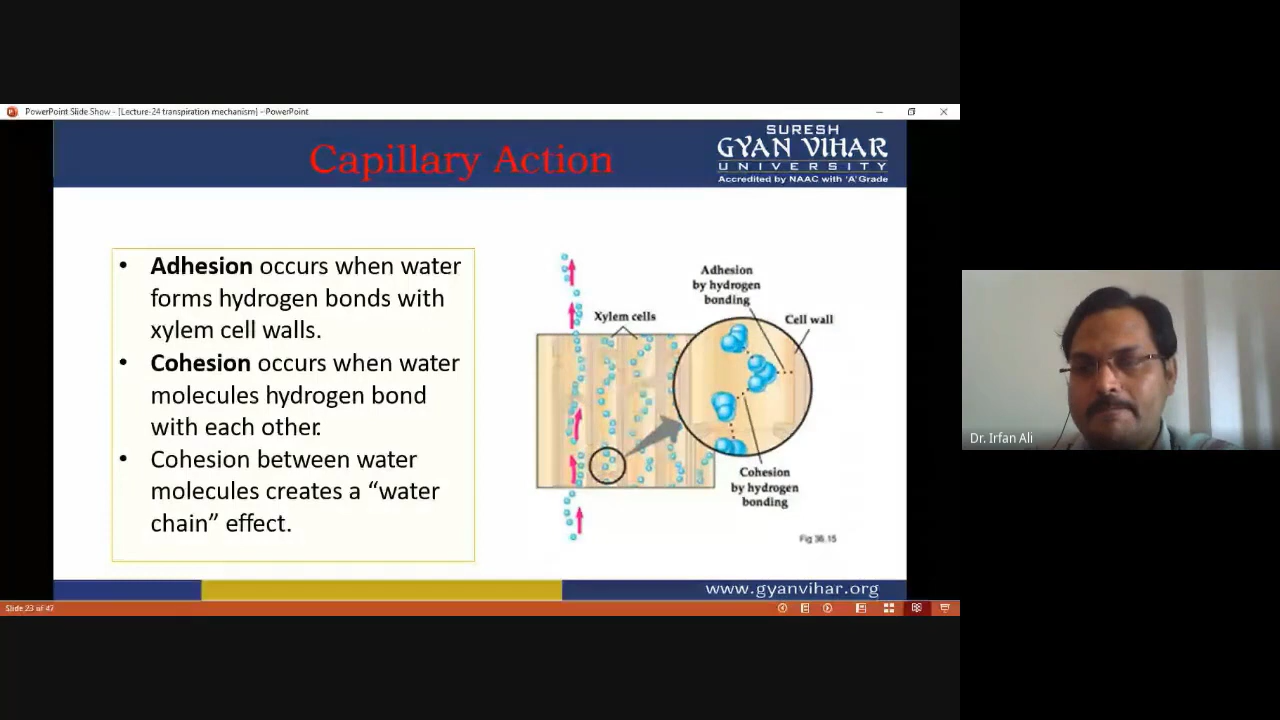 PowerPoint Slide Show - [Lecture-24 transpiration mechanism] - PowerPoint
Capillary Action
SURESH
GYAN VIHAR
UNIVERSITY
Accredited by NAAC with 'A' Grade
• Adhesion occurs when water
forms hydrogen bonds with
xylem cell walls.
• Cohesion occurs when water
molecules hydrogen bond
with each other.
• Cohesion between water
molecules creates a “water
chain” effect.
Adhesion
by hydrogen
bonding
Xylem cells
Cell wall
Cohesion
by hydrogen
bonding
Fig 36.15
www.gyanvihar.org
Slide 23 of 47
Dr. Irfan Ali